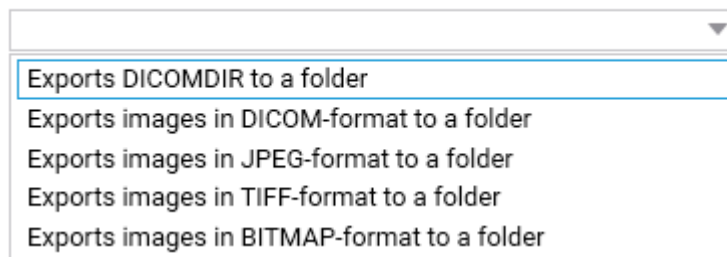 Exports DICOMDIR to a folder
Exports images in DICOM-format to a folder
Exports images in JPEG-format to a folder
Exports images in TIFF-format to a folder
Exports images in BITMAP-format to a folder